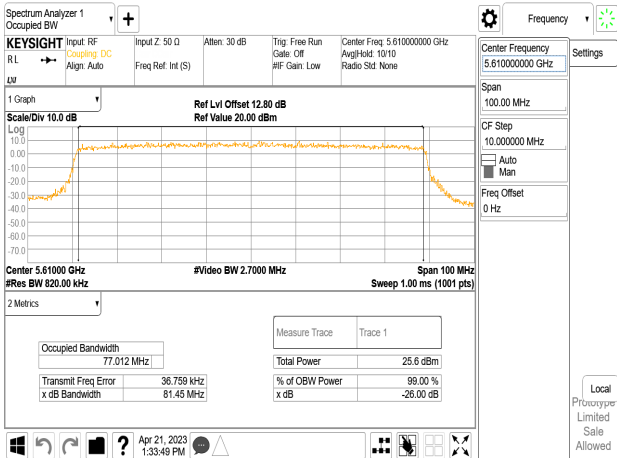 Spectrum Analyzer 1
Occupied BW
Frequency
KEYSIGHT
Input: RF
Input Z: 50 Ω
Atten: 30 dB
Trig: Free Run
Center Freq: 5.610000000 GHz
RL
Coupling: DC
Gate: Off
Avg|Hold: 10/10
Align: Auto
Freq Ref: Int (S)
#IF Gain: Low
Radio Std: None
LXI
Center Frequency
5.610000000 GHz
Settings
Span
100.00 MHz
CF Step
10.000000 MHz
Auto
Man
Freq Offset
0 Hz
1 Graph
Ref Lvl Offset 12.80 dB
Scale/Div 10.0 dB
Ref Value 20.00 dBm
Log
10.0
0.00
-10.0
-20.0
-30.0
-40.0
-50.0
-60.0
-70.0
Center 5.61000 GHz
#Video BW 2.7000 MHz
Span 100 MHz
#Res BW 820.00 kHz
Sweep 1.00 ms (1001 pts)
2 Metrics
Measure Trace
Trace 1
Occupied Bandwidth
77.012 MHz
Total Power
25.6 dBm
Transmit Freq Error
36.759 kHz
% of OBW Power
99.00 %
x dB Bandwidth
81.45 MHz
x dB
-26.00 dB
Local
Prototype
Limited
Sale
Allowed
?
Apr 21, 2023
1:33:49 PM